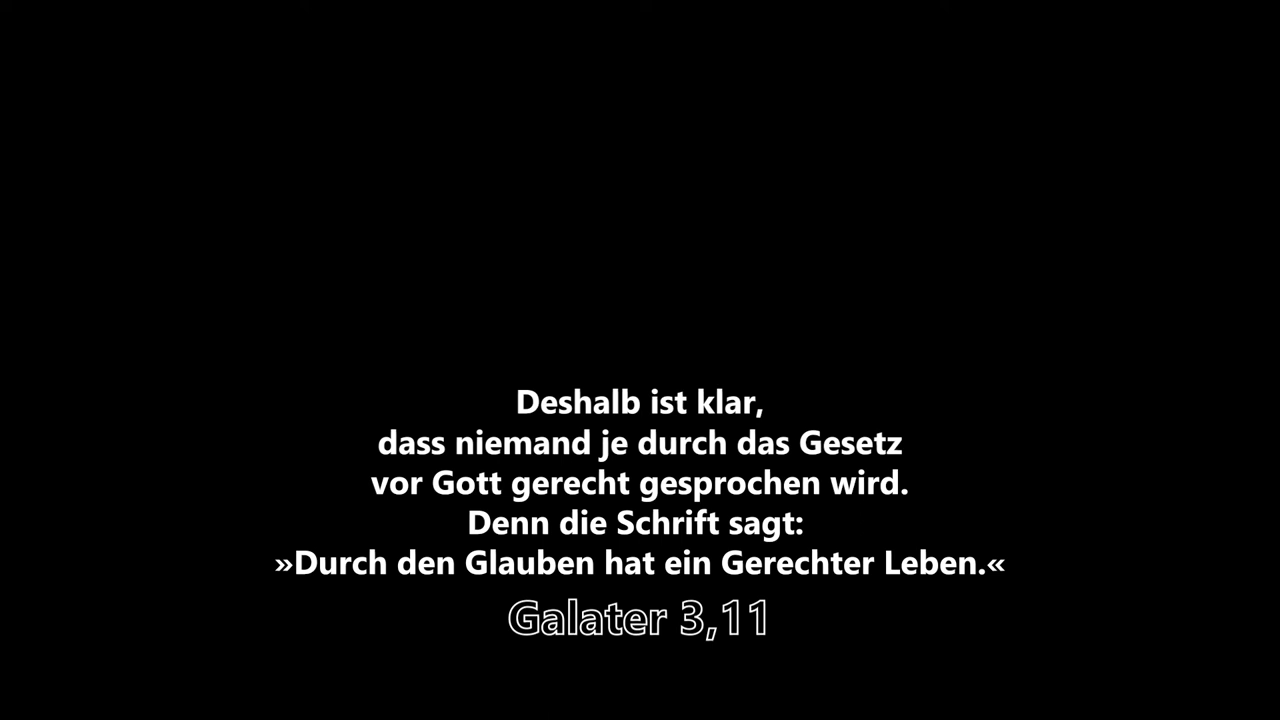 Deshalb ist klar,
dass niemand je durch das Gesetz
vor Gott gerecht gesprochen wird.
Denn die Schrift sagt:
»Durch den Glauben hat ein Gerechter Leben.«
Galater 3,11